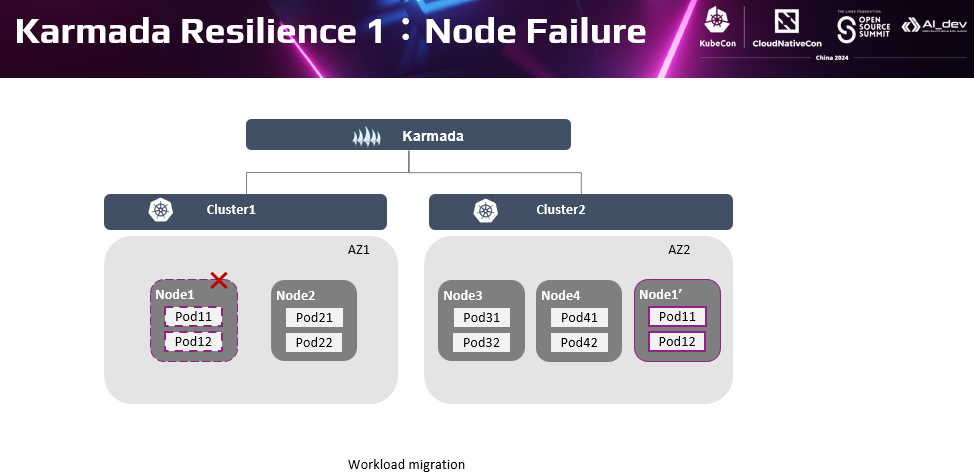 Karmada Resilience 1：Node Failure
KubeCon
CloudNativeCon
THE LINUX FOUNDATION
OPEN
SOURCE
SUMMIT
AI_dev
China 2024
Karmada
Cluster1
Cluster2
AZ1
AZ2
Node1
Pod11
Pod12
Node2
Pod21
Pod22
Node3
Pod31
Pod32
Node4
Pod41
Pod42
Node1’
Pod11
Pod12
Workload migration